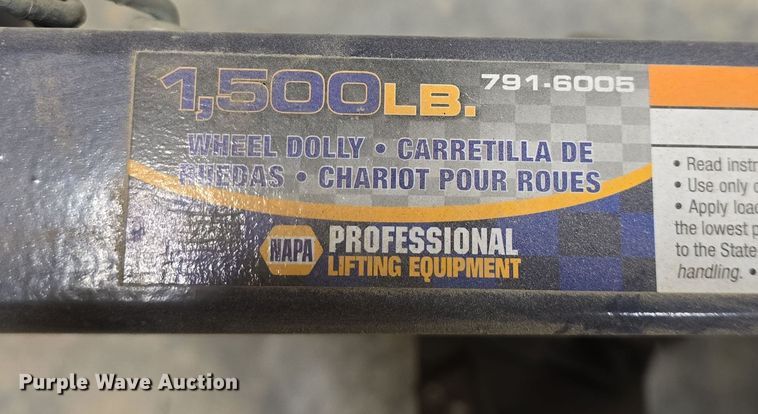 1,500LB. 791-6005
WHEEL DOLLY • CARRETILLA DE
RUEDAS • CHARIOT POUR ROUES
NAPA PROFESSIONAL
LIFTING EQUIPMENT
• Read instr
• Use only
• Apply loa
the lowest p
to the State
handling. •
Purple Wave Auction